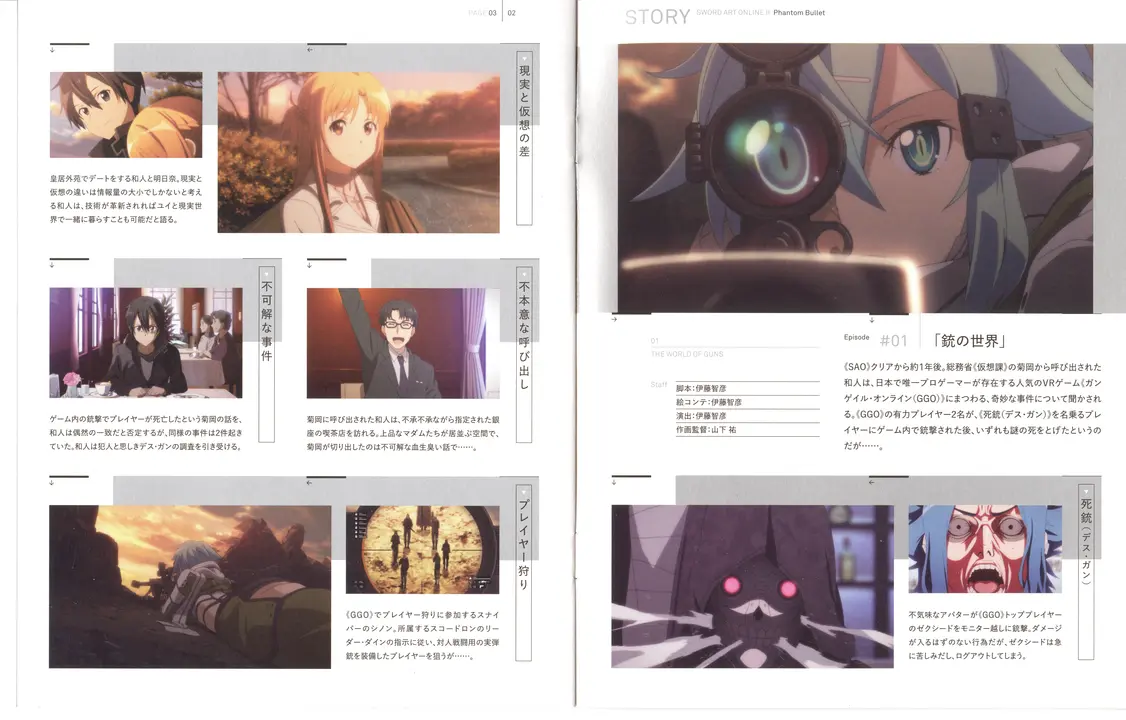 PAGE 03 | 02
STORY SWORD ART ONLINE II Phantom Bullet
01
THE WORLD OF GUNS
Staff
脚本:伊藤智彦
絵コンテ:伊藤智彦
演出:伊藤智彦
作画監督:山下 祐
Episode #01 「銃の世界」
《SAO》クリアから約1年後。総務省《仮想課》の菊岡から呼び出された
和人は、日本で唯一プロゲーマーが存在する人気のVRゲーム《ガン
ゲイル・オンライン(GGO)》にまつわる、奇妙な事件について聞かされ
る。《GGO》の有力プレイヤー2名が、《死銃(デス・ガン)》を名乗るプレ
イヤーにゲーム内で銃撃された後、いずれも謎の死をとげたというの
だが……。
死銃(デス・ガン)
不気味なアバターが《GGO》トッププレイヤー
のゼクシードをモニター越しに銃撃。ダメージ
が入るはずのない行為だが、ゼクシードは急
に苦しみだし、ログアウトしてしまう。
現実と仮想の差
皇居外苑でデートをする和人と明日奈。現実と
仮想の違いは情報量の大小でしかないと考え
る和人は、技術が革新されればユイと現実世
界で一緒に暮らすことも可能だと語る。
不本意な呼び出し
菊岡に呼び出された和人は、不承不承ながら指定された銀
座の喫茶店を訪れる。上品なマダムたちが居並ぶ空間で、
菊岡が切り出したのは不可解な血生臭い話で……。
不可解な事件
ゲーム内の銃撃でプレイヤーが死亡したという菊岡の話を、
和人は偶然の一致だと否定するが、同様の事件は2件起き
ていた。和人は犯人と思しきデス・ガンの調査を引き受ける。
プレイヤー狩り
《GGO》でプレイヤー狩りに参加するスナイ
パーのシノン。所属するスコードロンのリー
ダー・ダインの指示に従い、対人戦闘用の実弾
銃を装備したプレイヤーを狙うが……。